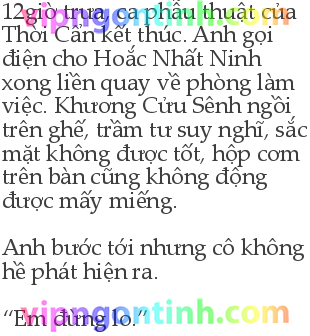 12giờ trưa, ca phẫu thuật của
Thời Cẩn kết thúc. Anh gọi
điện cho Hoắc Nhất Ninh
xong liền quay về phòng làm
việc. Khương Cửu Sênh ngồi
trên ghế, trầm tư suy nghĩ, sắc
mặt không được tốt, hộp cơm
trên bàn cũng không động
được mấy miếng.
Anh bước tới nhưng cô không
hề phát hiện ra.
“Em đừng lo.”
vipngontinh.com
vipngontinh.com